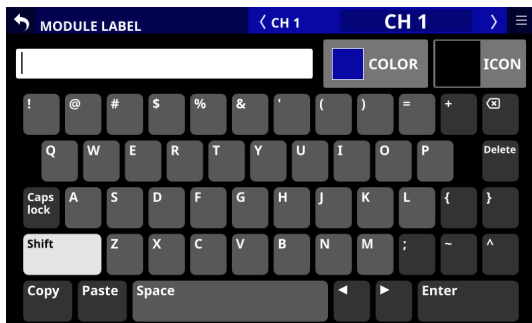 MODULE LABEL 〈 CH 1 CH 1 〉 ≡
COLOR ICON
! @ # $ % & ' ( ) = + ⌫
Q W E R T Y U I O P Delete
Caps lock A S D F G H J K L { }
Shift Z X C V B N M ; ~ ^
Copy Paste Space ◀ ▶ Enter